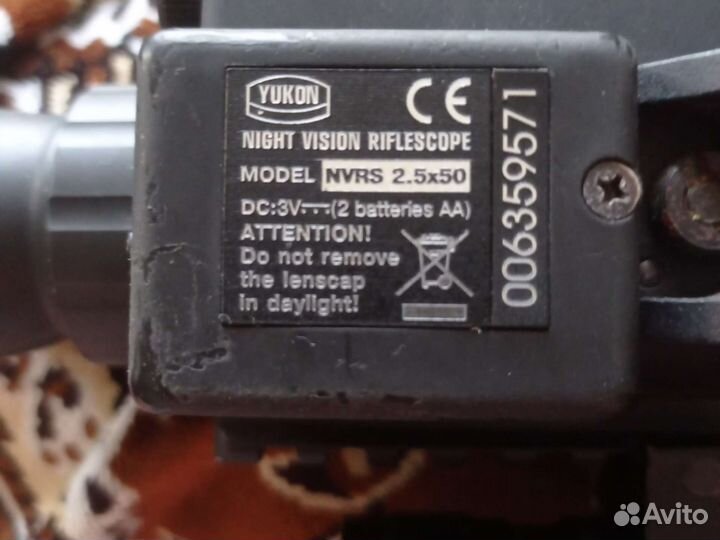 YUKON
CE
NIGHT VISION RIFLESCOPE
MODEL NVRS 2.5x50
DC:3V⎓(2 batteries AA)
ATTENTION!
Do not remove
the lenscap
in daylight!
006359571
Avito